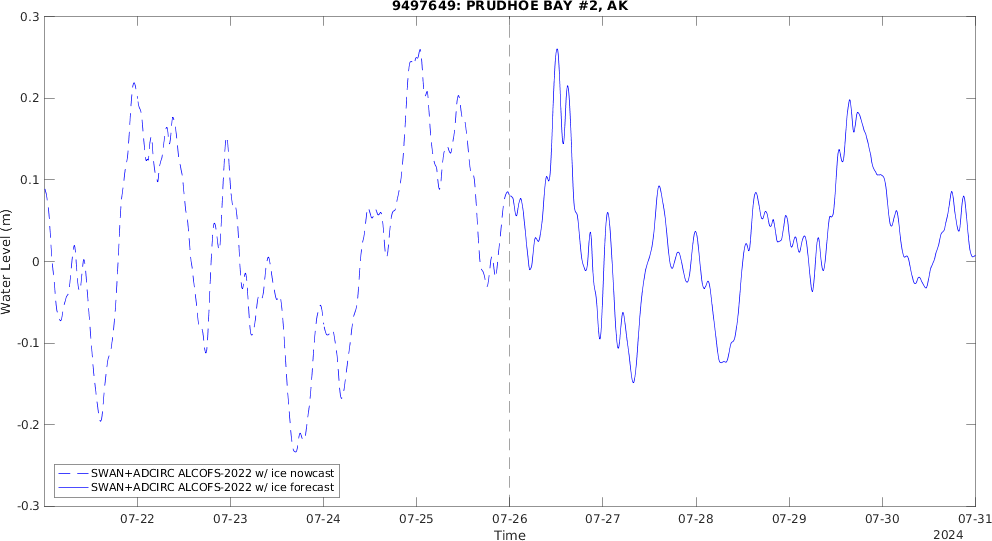 9497649: PRUDHOE BAY #2, AK
0.3
0.2
0.1
0
-0.1
-0.2
-0.3
Water Level (m)
SWAN+ADCIRC ALCOFS-2022 w/ ice nowcast
SWAN+ADCIRC ALCOFS-2022 w/ ice forecast
07-22 07-23 07-24 07-25 07-26 07-27 07-28 07-29 07-30 07-31
Time
2024